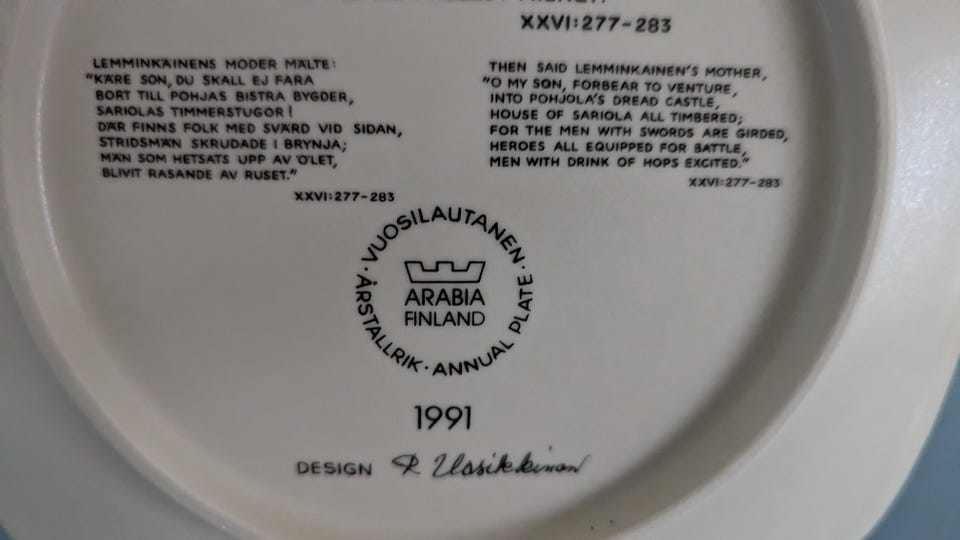 XXVI:277-283
LEMMINKÄINENS MODER MÄLTE:
"KÄRE SON, DU SKALL EJ FARA
BORT TILL POHJAS BISTRA BYGDER,
SARIOLAS TIMMERSTUGOR!
DÄR FINNS FOLK MED SVÄRD VID SIDAN,
STRIDSMÄN SKRUDADE I BRYNJA;
MÄN SOM HETSATS UPP AV ÖLET,
BLIVIT RASANDE AV RUSET."
XXVI:277-283
THEN SAID LEMMINKAINEN'S MOTHER,
"O MY SON, FORBEAR TO VENTURE,
INTO POHJOLA'S DREAD CASTLE,
HOUSE OF SARIOLA ALL TIMBERED;
FOR THE MEN WITH SWORDS ARE GIRDED,
HEROES ALL EQUIPPED FOR BATTLE,
MEN WITH DRINK OF HOPS EXCITED."
XXVI:277-283
· VUOSILAUTANEN · ANNUAL PLATE · ÅRSTALLRIK
ARABIA
FINLAND
1991
DESIGN R Uosikkinen